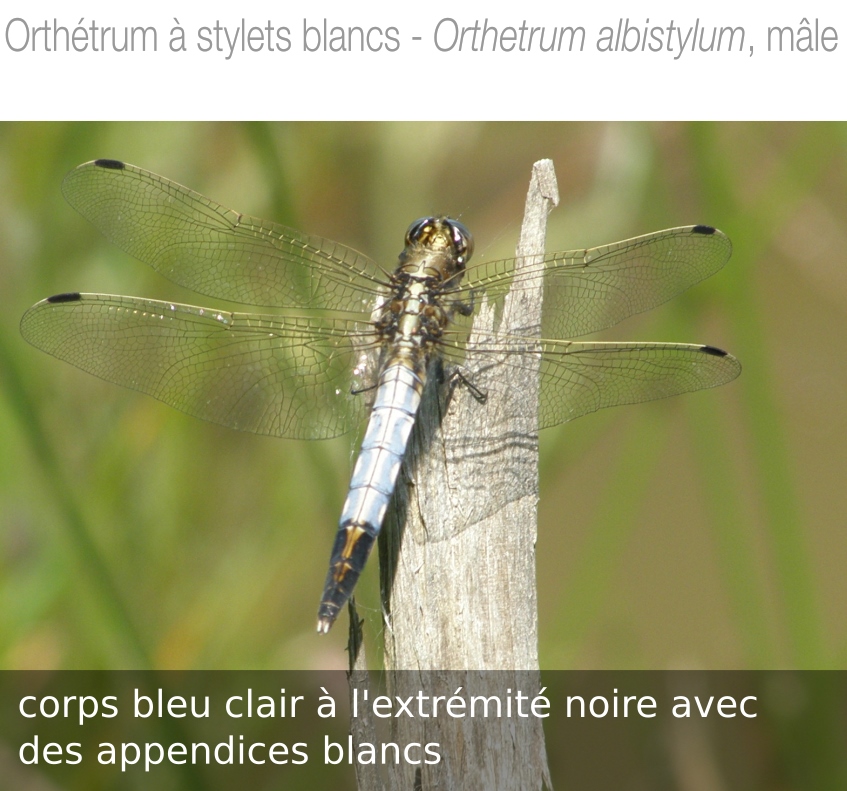 Orthétrum à stylets blancs - Orthetrum albistylum, mâle
corps bleu clair à l'extrémité noire avec
des appendices blancs